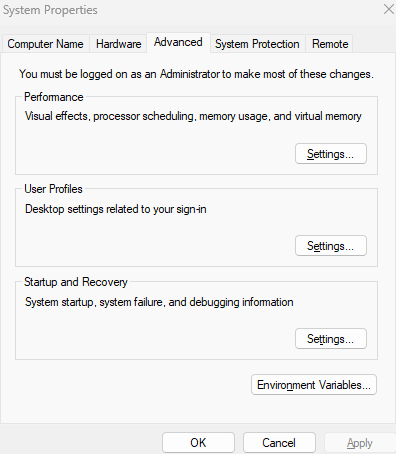 System Properties
Computer Name Hardware Advanced System Protection Remote
You must be logged on as an Administrator to make most of these changes.
Performance
Visual effects, processor scheduling, memory usage, and virtual memory
Settings...
User Profiles
Desktop settings related to your sign-in
Settings...
Startup and Recovery
System startup, system failure, and debugging information
Settings...
Environment Variables...
OK Cancel Apply